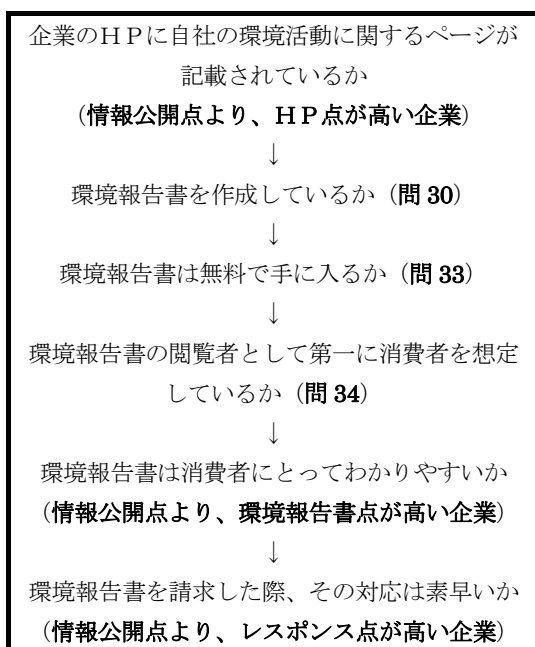 企業のＨＰに自社の環境活動に関するページが
記載されているか
（情報公開点より、ＨＰ点が高い企業）
↓
環境報告書を作成しているか（問 30）
↓
環境報告書は無料で手に入るか（問 33）
↓
環境報告書の閲覧者として第一に消費者を想定
しているか（問 34）
↓
環境報告書は消費者にとってわかりやすいか
（情報公開点より、環境報告書点が高い企業）
↓
環境報告書を請求した際、その対応は素早いか
（情報公開点より、レスポンス点が高い企業）